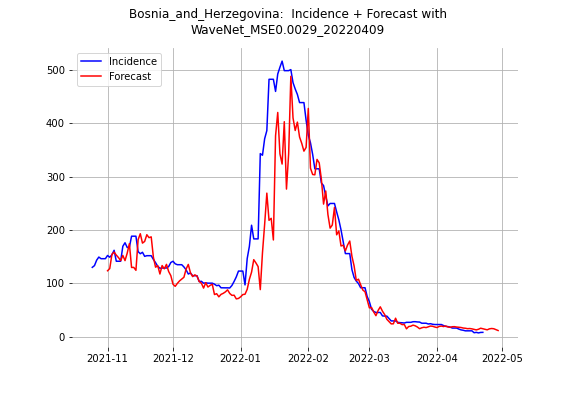 Bosnia_and_Herzegovina:  Incidence + Forecast with
WaveNet_MSE0.0029_20220409
Incidence
Forecast
500
400
300
200
100
0
2021-11 2021-12 2022-01 2022-02 2022-03 2022-04 2022-05